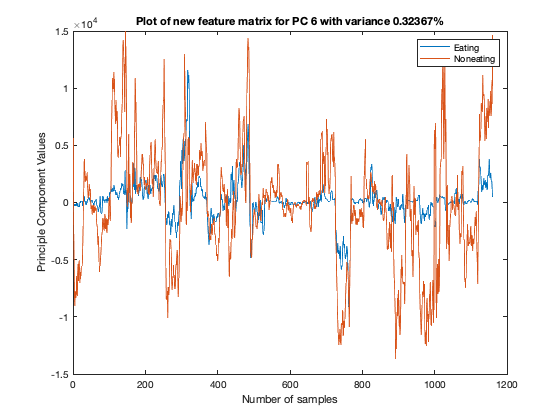 Plot of new feature matrix for PC 6 with variance 0.32367%
×10⁴
Eating
Noneating
1.5
1
0.5
0
-0.5
-1
-1.5
Principle Component Values
0 200 400 600 800 1000 1200
Number of samples